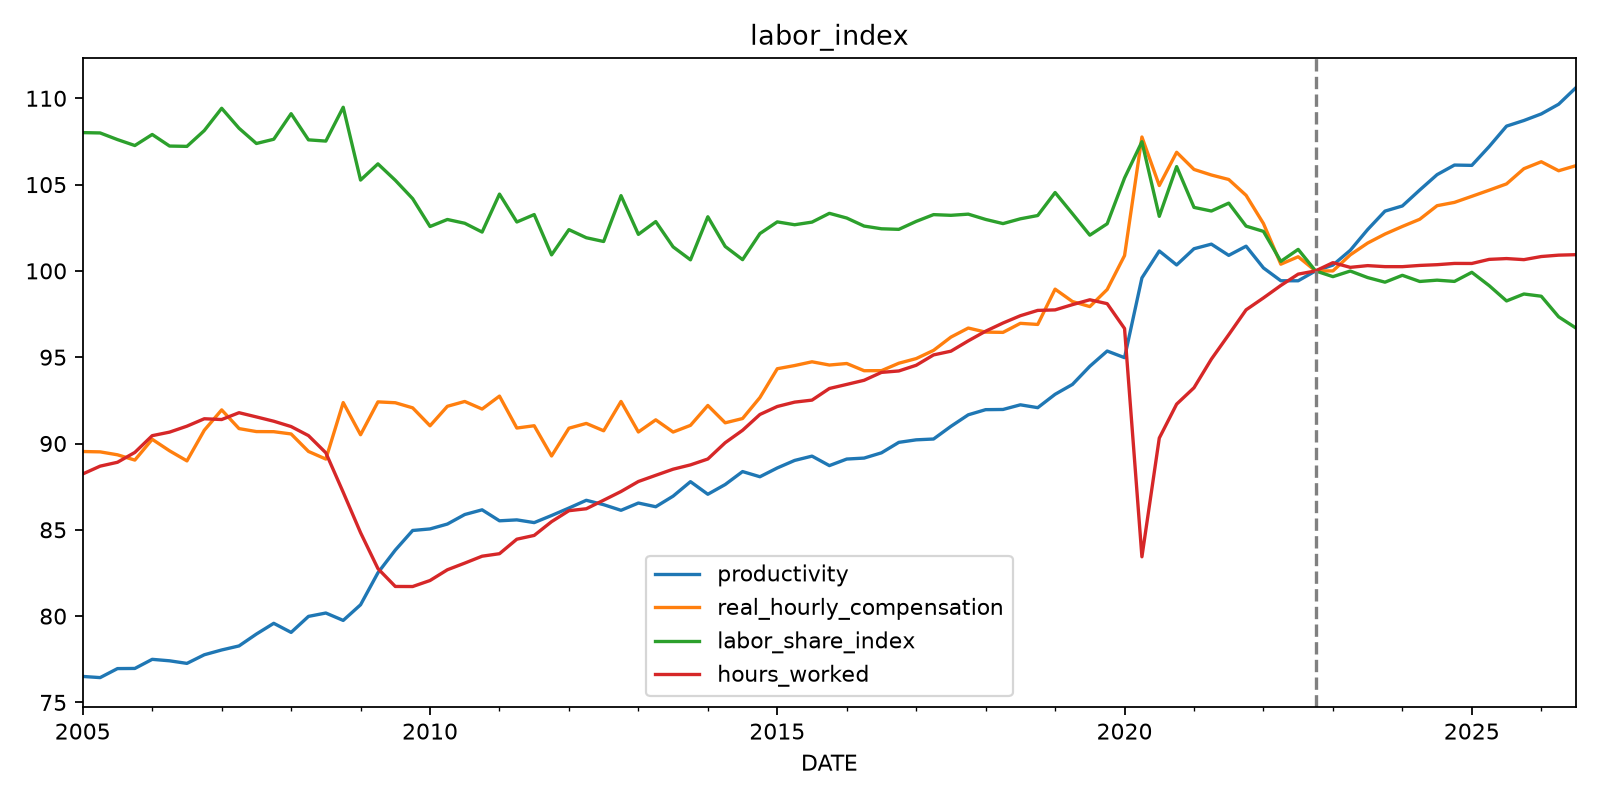 labor_index
110
105
100
95
90
85
80
75
productivity
real_hourly_compensation
labor_share_index
hours_worked
2005 2010 2015 2020 2025
DATE